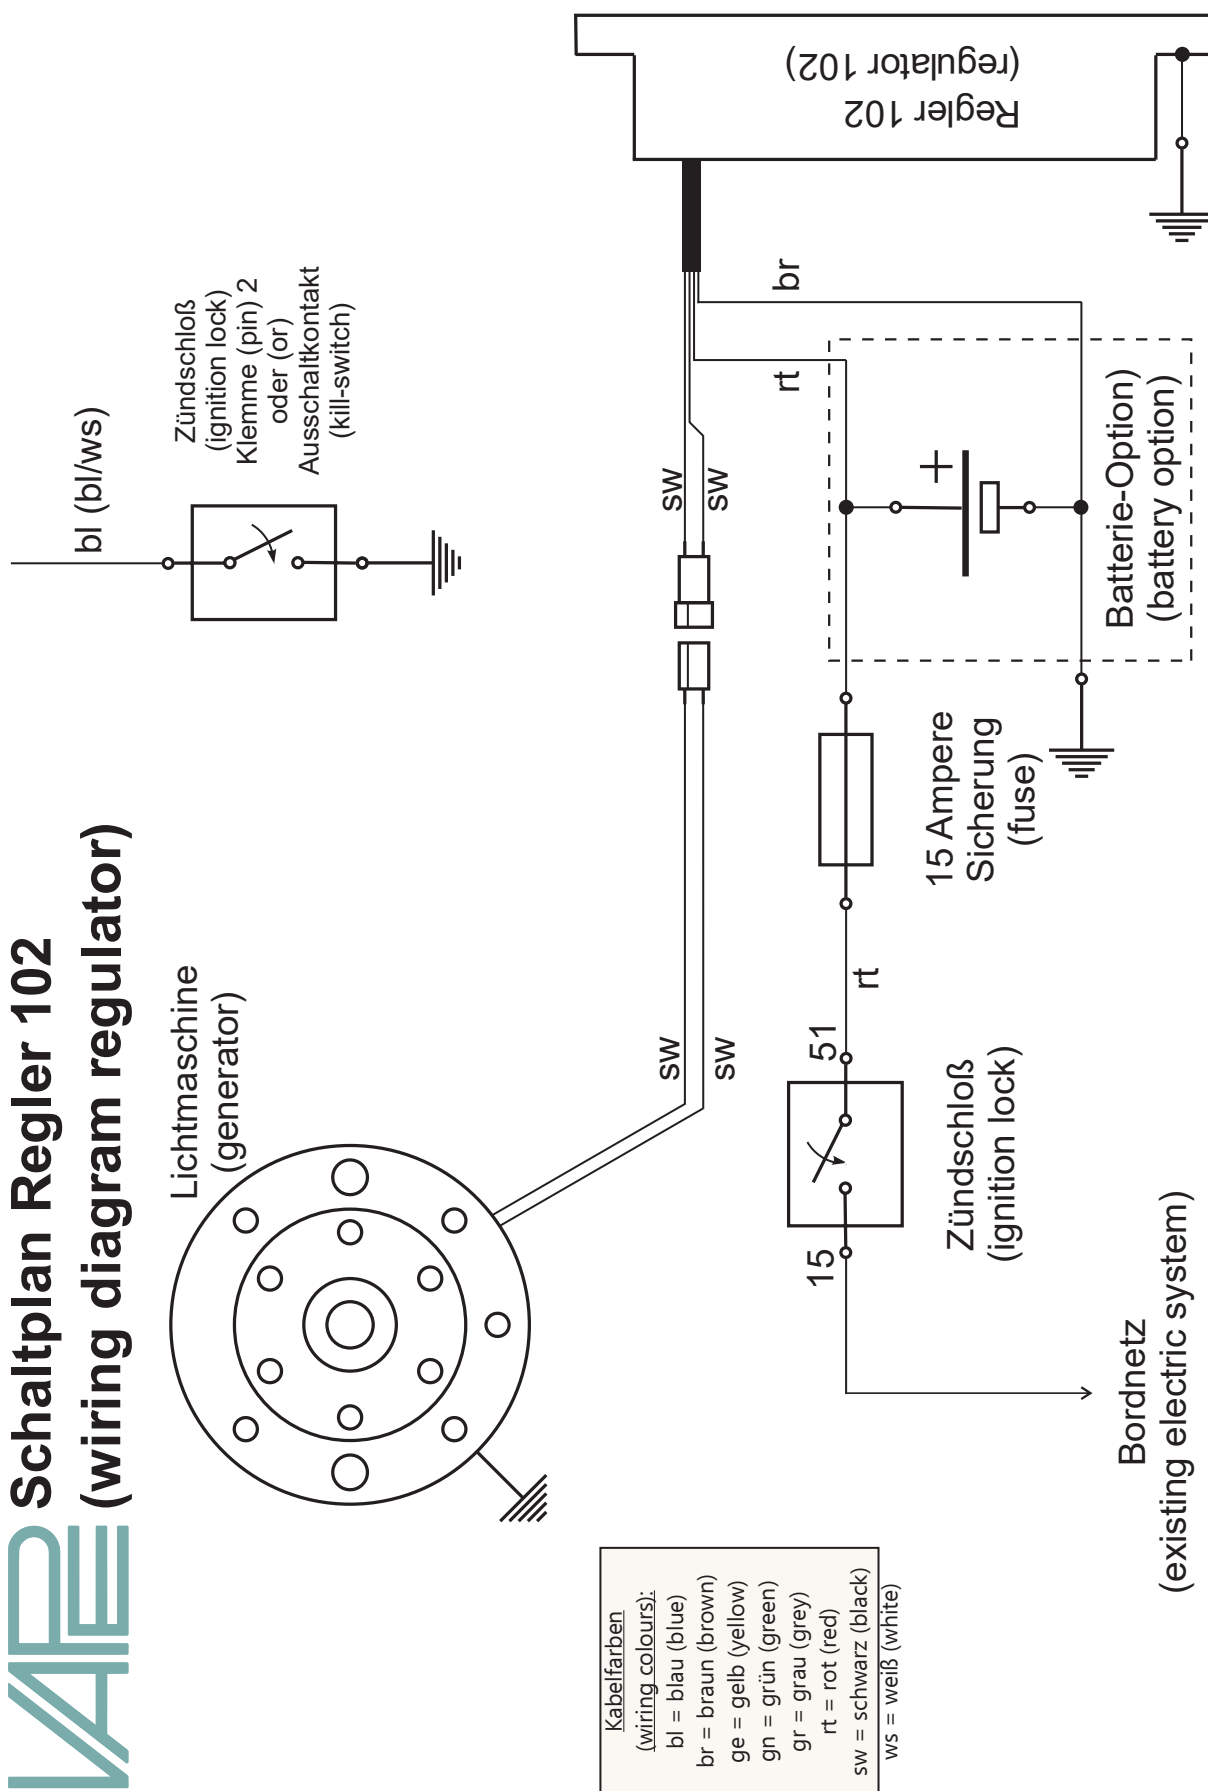 VAPE
Schaltplan Regler 102
(wiring diagram regulator)
Lichtmaschine
(generator)
bl (bl/ws)
Zündschloß
(ignition lock)
Klemme (pin) 2
oder (or)
Ausschaltkontakt
(kill-switch)
Regler 102
(regulator 102)
sw
sw
sw
sw
br
rt
+
Batterie-Option)
(battery option)
15 Ampere
Sicherung
(fuse)
rt
51
15
Zündschloß
(ignition lock)
Bordnetz
(existing electric system)
Kabelfarben
(wiring colours):
bl = blau (blue)
br = braun (brown)
ge = gelb (yellow)
gn = grün (green)
gr = grau (grey)
rt = rot (red)
sw = schwarz (black)
ws = weiß (white)